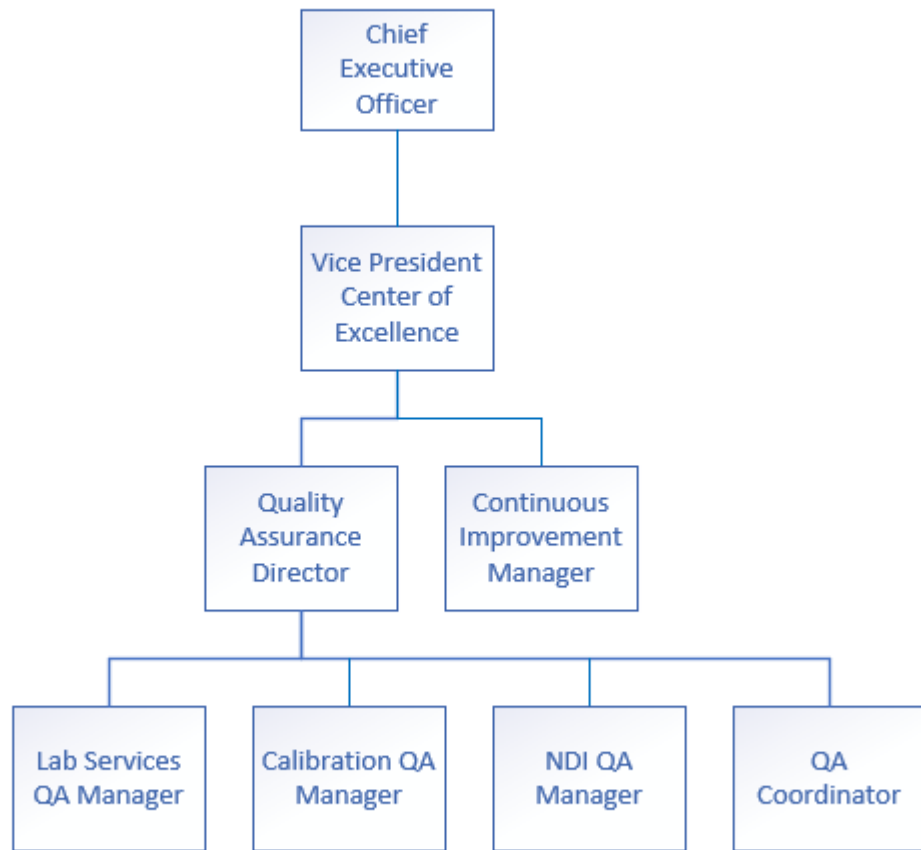 Chief
Executive
Officer
Vice President
Center of
Excellence
Quality
Assurance
Director
Continuous
Improvement
Manager
Lab Services
QA Manager
Calibration QA
Manager
NDI QA
Manager
QA
Coordinator